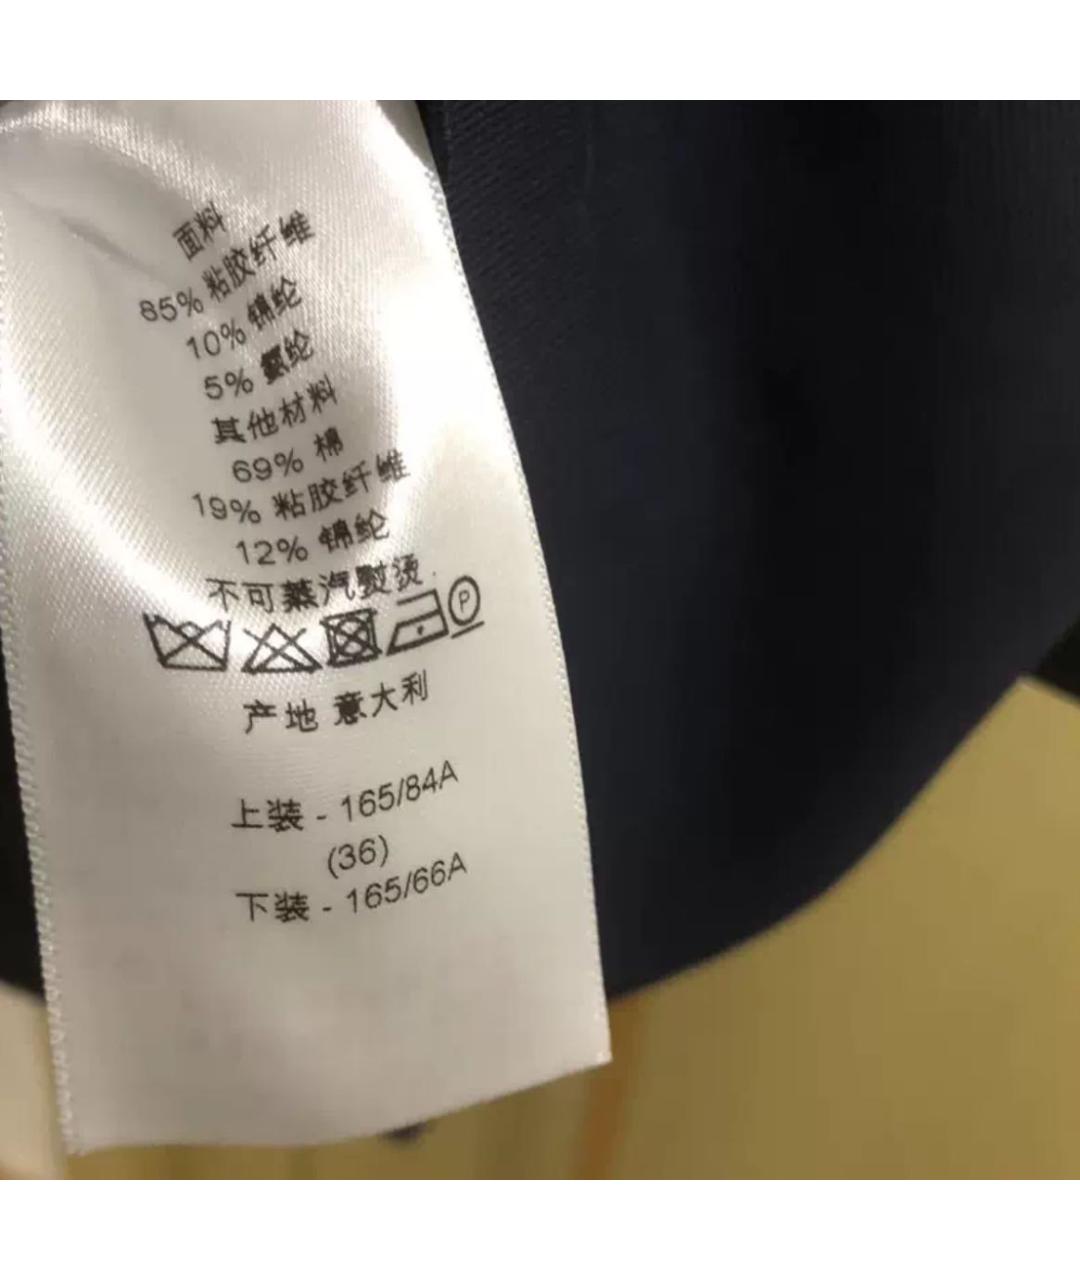 面料
85% 粘胶纤维
10% 锦纶
5% 氨纶
其他材料
69% 棉
19% 粘胶纤维
12% 锦纶
不可蒸汽熨烫.
P
产地 意大利
上装 - 165/84A
(36)
下装 - 165/66A